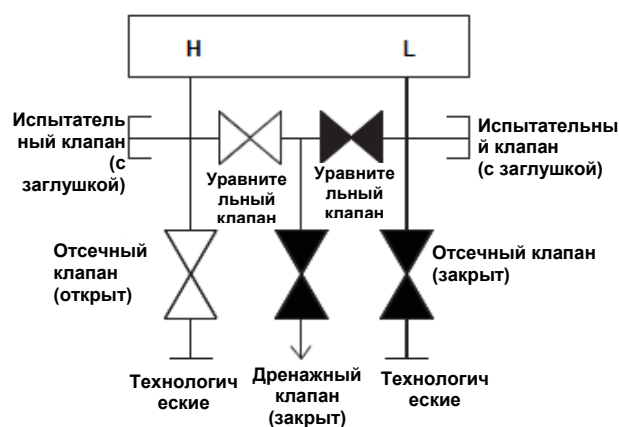 H
L
Испытатель
ный клапан
(с
заглушкой)
Уравните
льный
клапан
Уравните
льный
клапан
Испытательны
й клапан
(с заглушкой)
Отсечный
клапан
(открыт)
Отсечный клапан
(закрыт)
Технологич
еские
Дренажный
клапан
(закрыт)
Технологич
еские